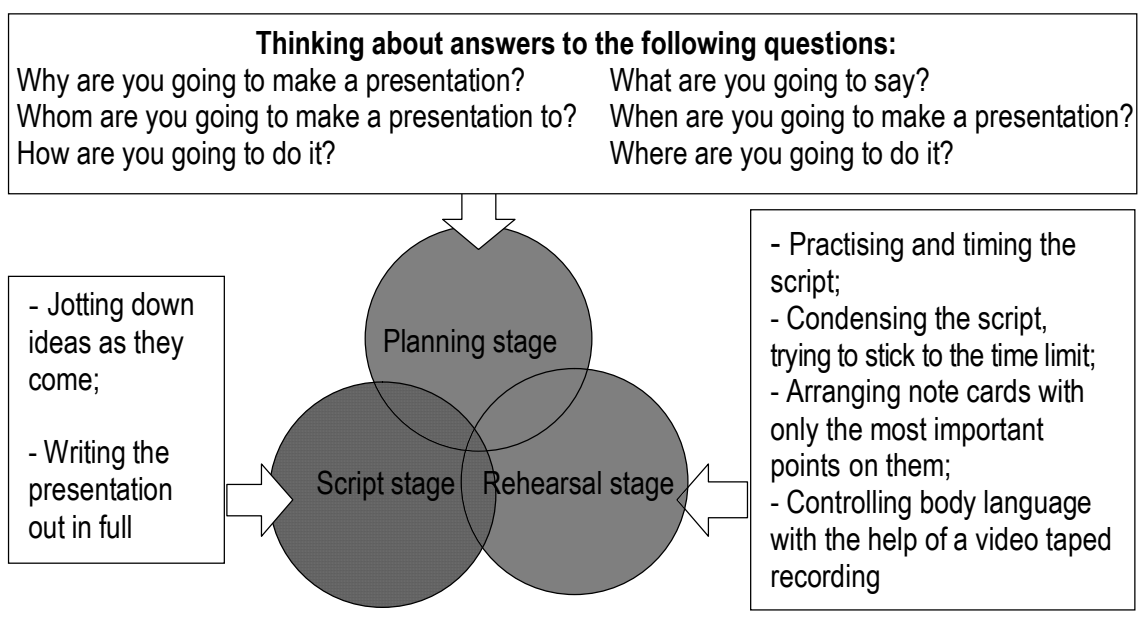 Thinking about answers to the following questions:
Why are you going to make a presentation?
Whom are you going to make a presentation to?
How are you going to do it?
What are you going to say?
When are you going to make a presentation?
Where are you going to do it?
- Jotting down
ideas as they
come;
- Writing the
presentation
out in full
Planning stage
Script stage
Rehearsal stage
- Practising and timing the
script;
- Condensing the script,
trying to stick to the time limit;
- Arranging note cards with
only the most important
points on them;
- Controlling body language
with the help of a video taped
recording